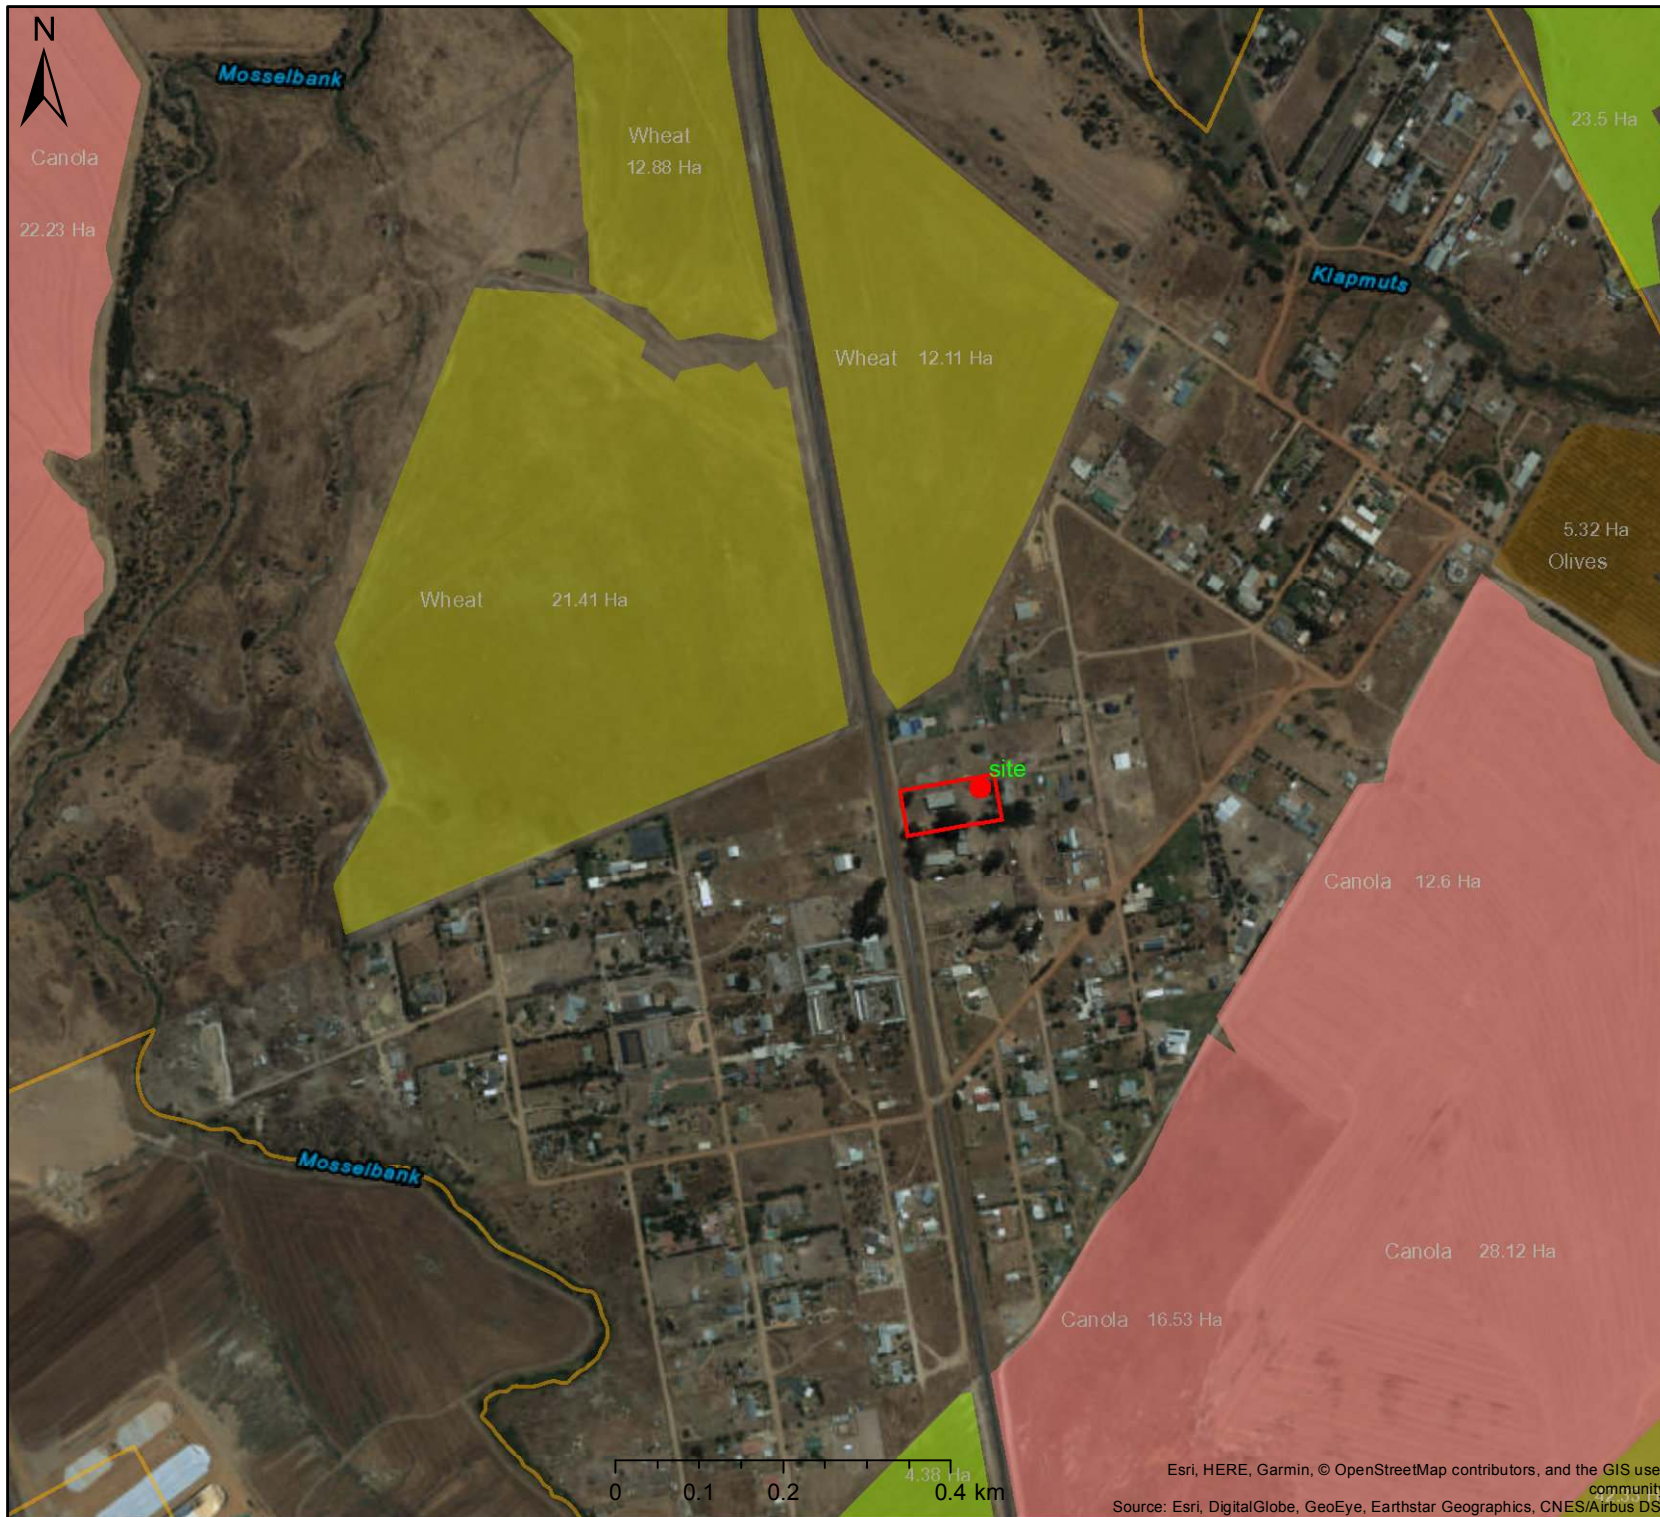 N
Mosselbank
Canola
22.23 Ha
Wheat
12.88 Ha
23.5 Ha
Klapmuts
Wheat 12.11 Ha
5.32 Ha
Olives
Wheat 21.41 Ha
site
Canola 12.6 Ha
Mosselbank
Canola 28.12 Ha
Canola 16.53 Ha
4.38 Ha
0 0.1 0.2 0.4 km
Esri, HERE, Garmin, © OpenStreetMap contributors, and the GIS use
community
Source: Esri, DigitalGlobe, GeoEye, Earthstar Geographics, CNES/Airbus DS